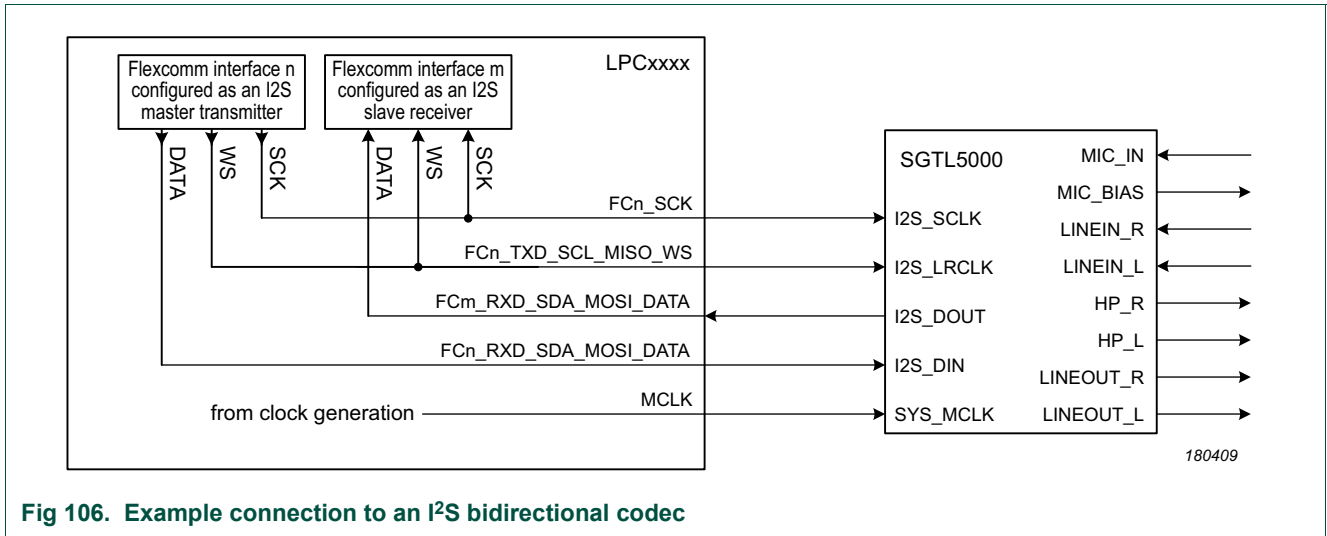 Flexcomm interface n
configured as an I2S
master transmitter
Flexcomm interface m
configured as an I2S
slave receiver
LPCxxxx
DATA
WS
SCK
DATA
WS
SCK
FCn_SCK
FCn_TXD_SCL_MISO_WS
FCm_RXD_SDA_MOSI_DATA
FCn_RXD_SDA_MOSI_DATA
from clock generation
MCLK
SGTL5000
I2S_SCLK
I2S_LRCLK
I2S_DOUT
I2S_DIN
SYS_MCLK
MIC_IN
MIC_BIAS
LINEIN_R
LINEIN_L
HP_R
HP_L
LINEOUT_R
LINEOUT_L
180409
Fig 106. Example connection to an I²S bidirectional codec